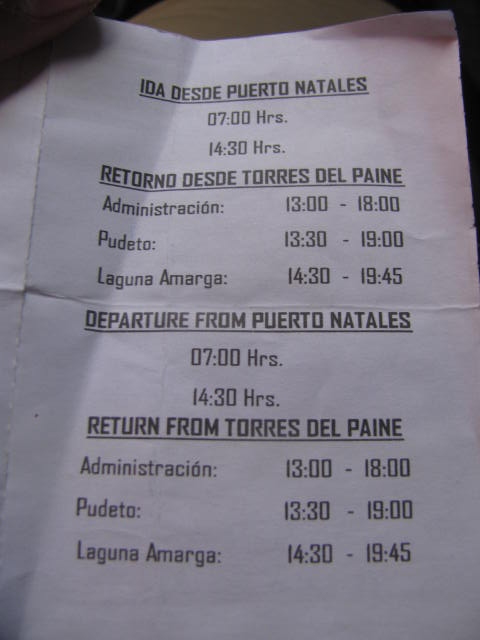 IDA DESDE PUERTO NATALES
07:00 Hrs.
14:30 Hrs.
RETORNO DESDE TORRES DEL PAINE
Administración: 13:00 - 18:00
Pudeto: 13:30 - 19:00
Laguna Amarga: 14:30 - 19:45
DEPARTURE FROM PUERTO NATALES
07:00 Hrs.
14:30 Hrs.
RETURN FROM TORRES DEL PAINE
Administración: 13:00 - 18:00
Pudeto: 13:30 - 19:00
Laguna Amarga: 14:30 - 19:45